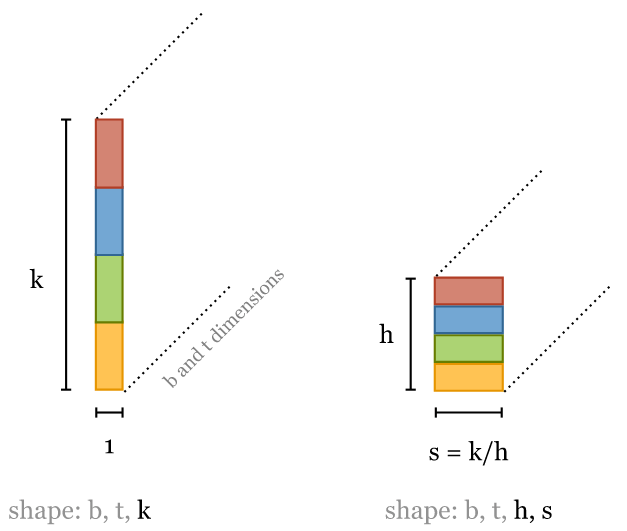 k
b and t dimensions
1
shape: b, t, k
h
s = k/h
shape: b, t, h, s